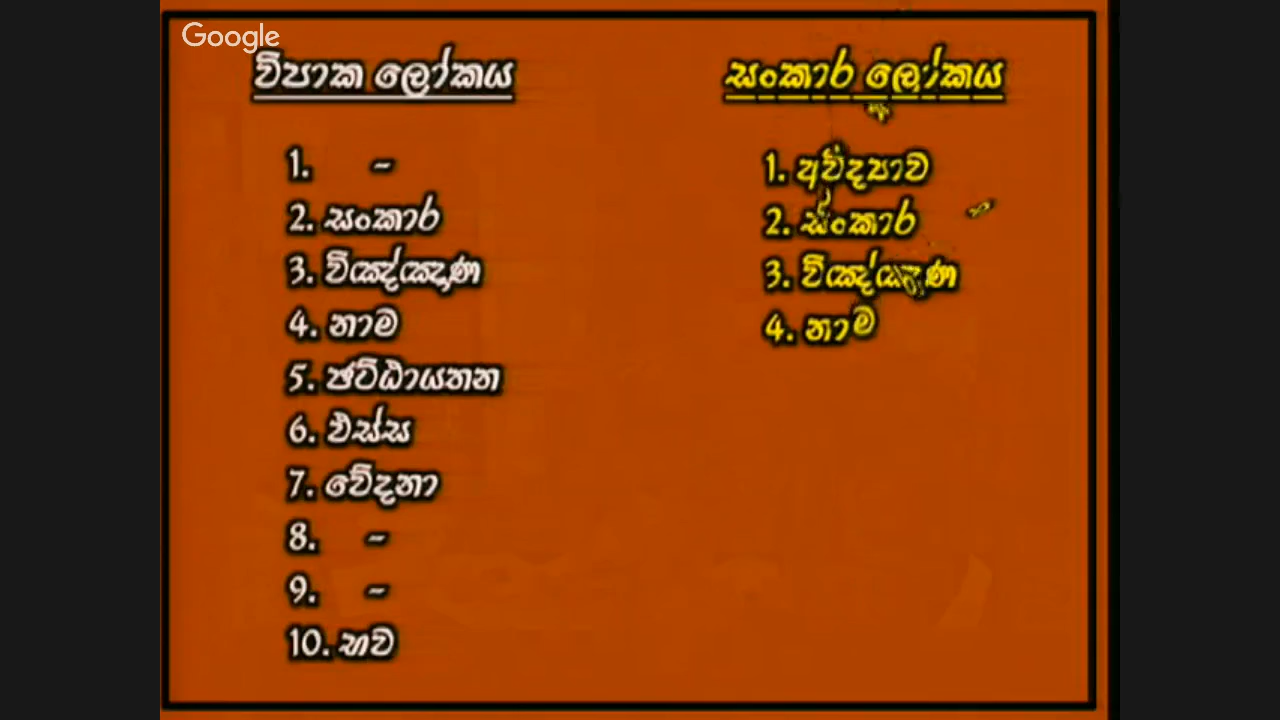 Google
විපාක ලෝකය
1. -
2. සංකාර
3. විඤ්ඤාණ
4. නාම
5. ඡට්ඨායතන
6. ඵස්ස
7. වේදනා
8. -
9. -
10. භව
සංකාර ලෝකය
1. අවිද්‍යාව
2. සංකාර
3. විඤ්ඤාණ
4. නාම